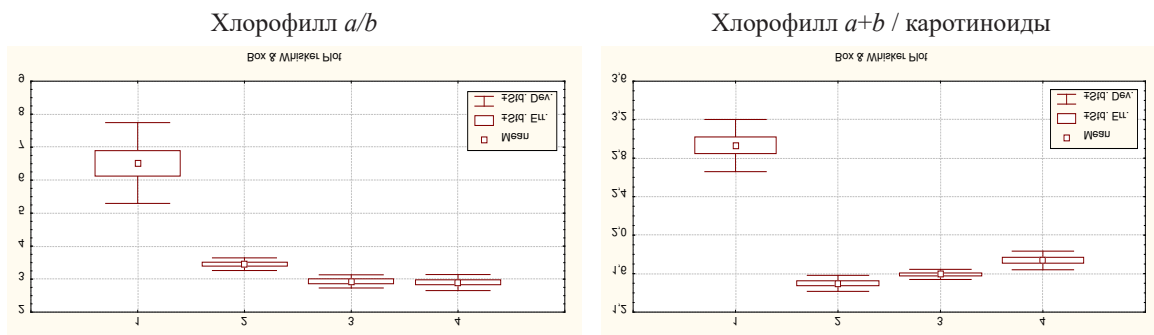 Хлорофилл a/b
Box & Whisker Plot
9
8
7
6
5
4
3
2
1 2 3 4
±Std. Dev.
±Std. Err.
Mean
Хлорофилл a+b / каротиноиды
Box & Whisker Plot
3,6
3,2
2,8
2,4
2,0
1,6
1,2
1 2 3 4
±Std. Dev.
±Std. Err.
Mean